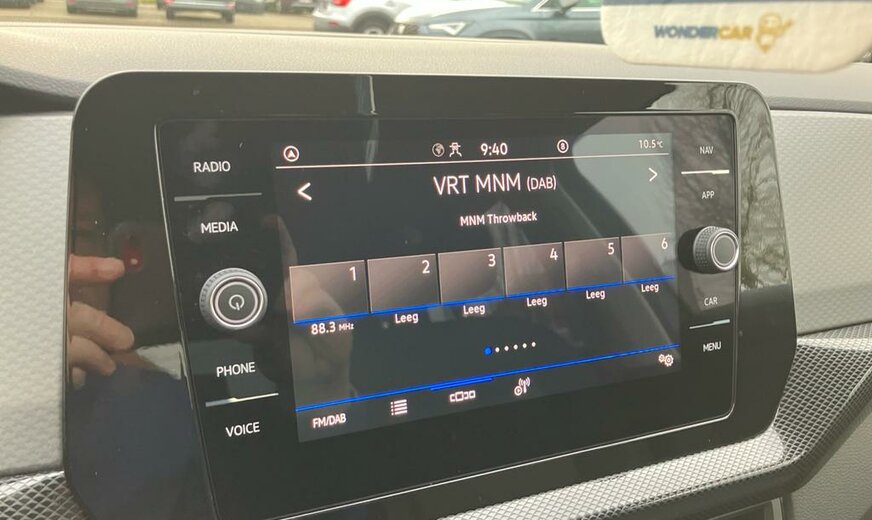 WONDERCAR
RADIO
MEDIA
PHONE
VOICE
9:40
8
10.5°C
VRT MNM (DAB)
MNM Throwback
1
2
3
4
5
6
88.3 MHz
Leeg
Leeg
Leeg
Leeg
Leeg
FM/DAB
NAV
APP
CAR
MENU